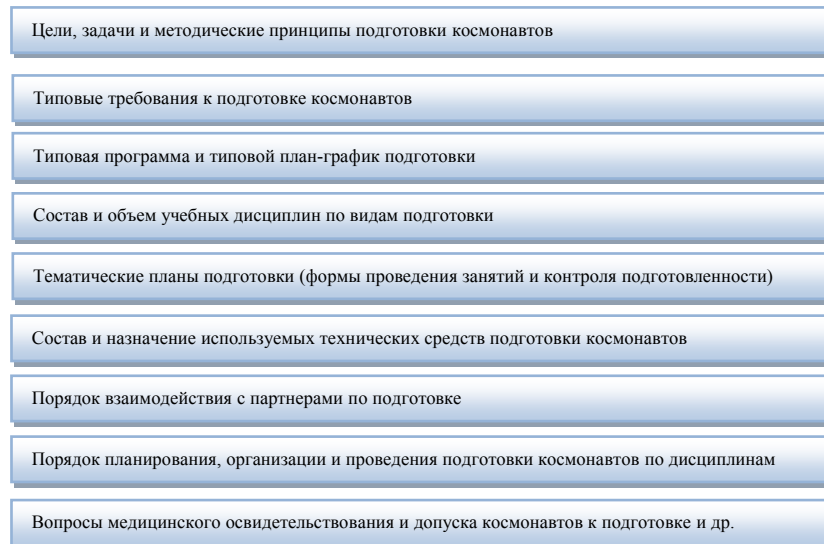 Цели, задачи и методические принципы подготовки космонавтов
Типовые требования к подготовке космонавтов
Типовая программа и типовой план-график подготовки
Состав и объем учебных дисциплин по видам подготовки
Тематические планы подготовки (формы проведения занятий и контроля подготовленности)
Состав и назначение используемых технических средств подготовки космонавтов
Порядок взаимодействия с партнерами по подготовке
Порядок планирования, организации и проведения подготовки космонавтов по дисциплинам
Вопросы медицинского освидетельствования и допуска космонавтов к подготовке и др.